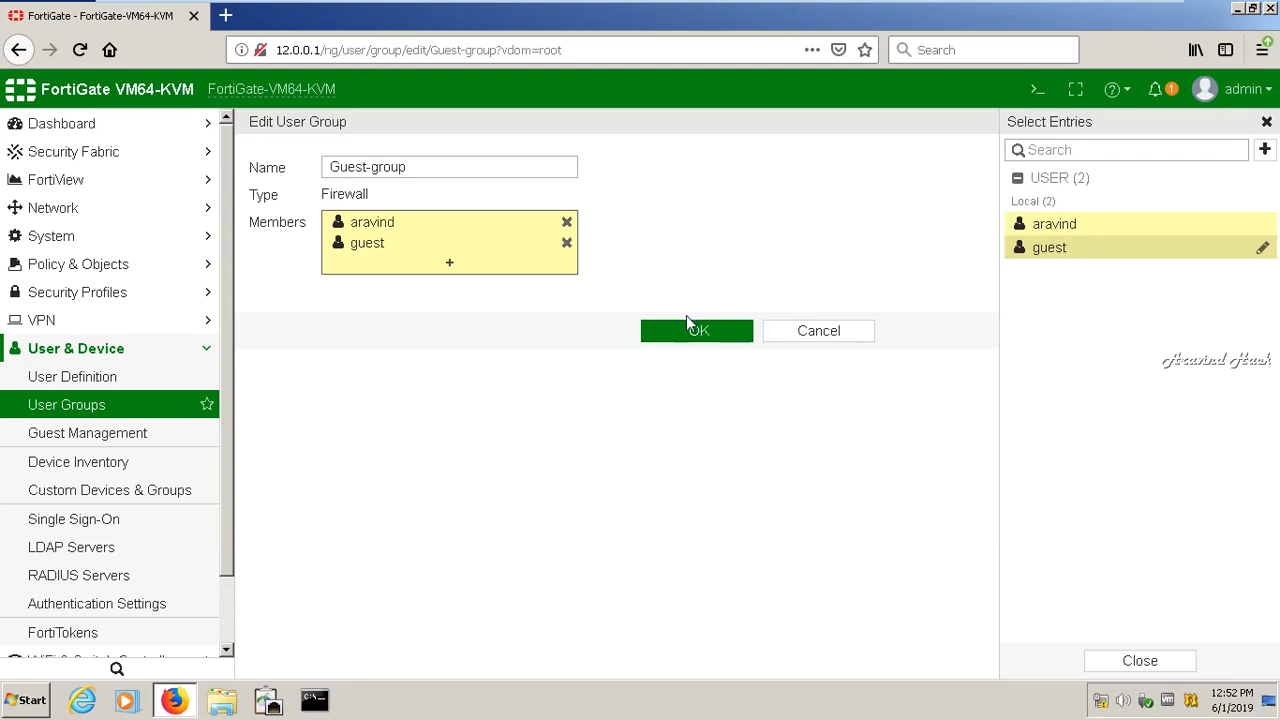 FortiGate - FortiGate-VM64-KVM
12.0.0.1/ng/user/group/edit/Guest-group?vdom=root
Search
FortiGate VM64-KVM
FortiGate-VM64-KVM
1
admin
Dashboard
Security Fabric
FortiView
Network
System
Policy & Objects
Security Profiles
VPN
User & Device
User Definition
User Groups
Guest Management
Device Inventory
Custom Devices & Groups
Single Sign-On
LDAP Servers
RADIUS Servers
Authentication Settings
FortiTokens
Edit User Group
Name Guest-group
Type Firewall
Members aravind
guest
OK Cancel
Select Entries
Search
USER (2)
Local (2)
aravind
guest
Aravind Hask
Close
Start
12:52 PM
6/1/2019